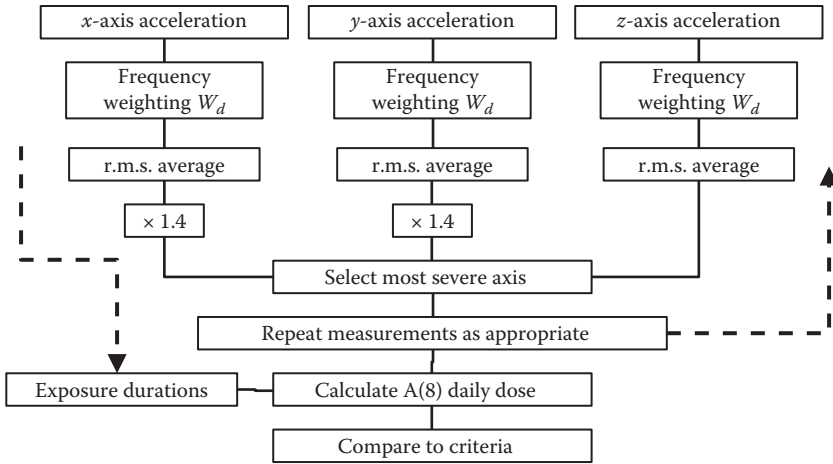 x-axis acceleration
y-axis acceleration
z-axis acceleration
Frequency
weighting W_d
Frequency
weighting W_d
Frequency
weighting W_d
r.m.s. average
r.m.s. average
r.m.s. average
× 1.4
× 1.4
Select most severe axis
Repeat measurements as appropriate
Exposure durations
Calculate A(8) daily dose
Compare to criteria